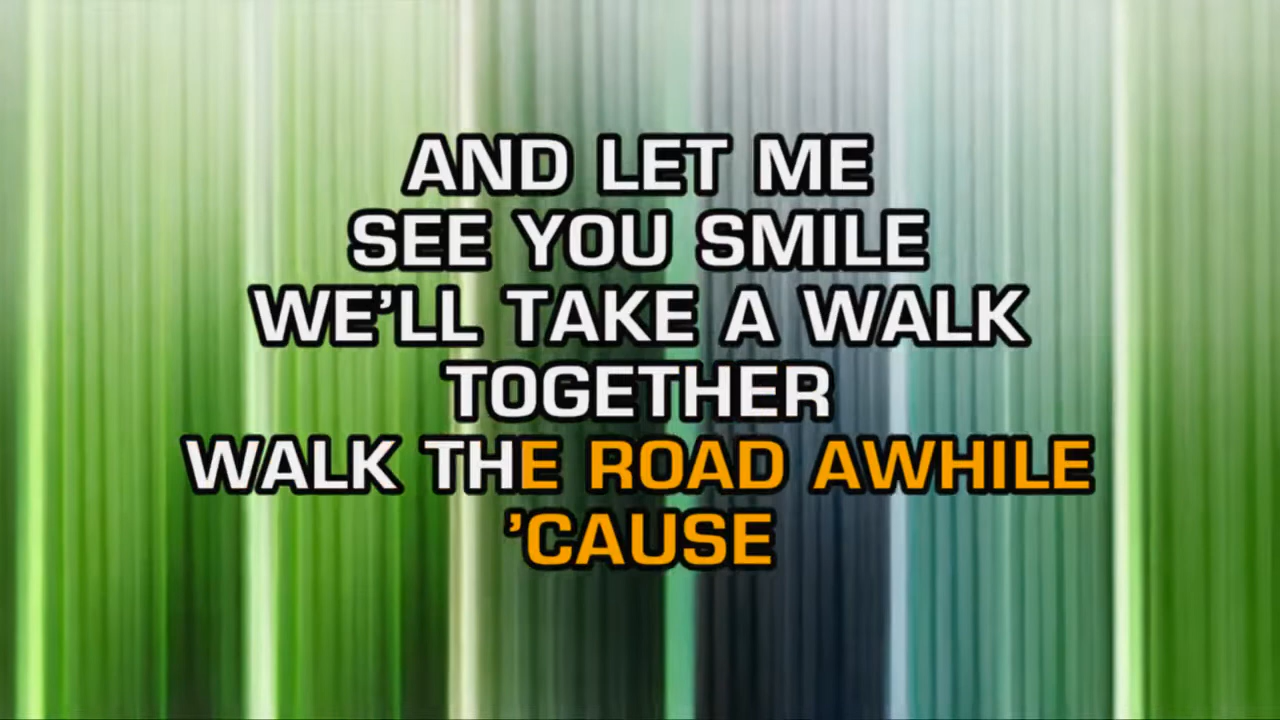 AND LET ME
SEE YOU SMILE
WE'LL TAKE A WALK
TOGETHER
WALK THE ROAD AWHILE
'CAUSE